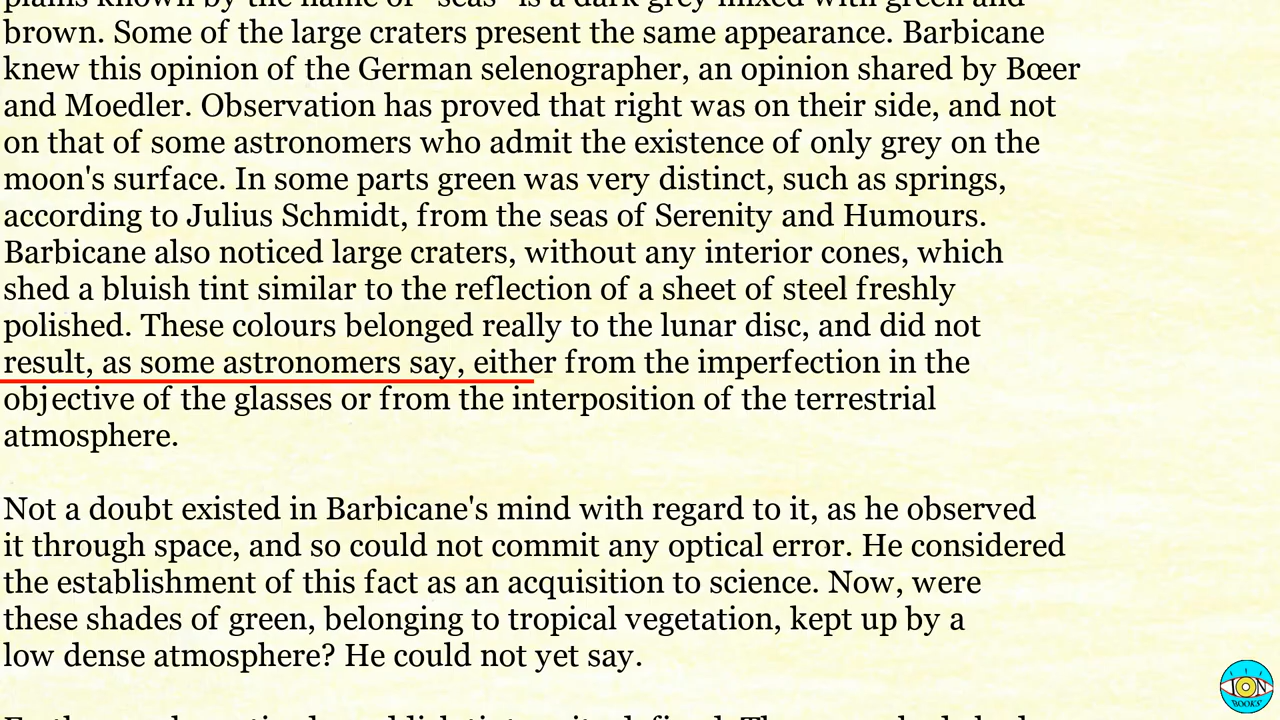 plains known by the name of "seas" is a dark grey mixed with green and
brown. Some of the large craters present the same appearance. Barbicane
knew this opinion of the German selenographer, an opinion shared by Bœer
and Moedler. Observation has proved that right was on their side, and not
on that of some astronomers who admit the existence of only grey on the
moon's surface. In some parts green was very distinct, such as springs,
according to Julius Schmidt, from the seas of Serenity and Humours.
Barbicane also noticed large craters, without any interior cones, which
shed a bluish tint similar to the reflection of a sheet of steel freshly
polished. These colours belonged really to the lunar disc, and did not
result, as some astronomers say, either from the imperfection in the
objective of the glasses or from the interposition of the terrestrial
atmosphere.
Not a doubt existed in Barbicane's mind with regard to it, as he observed
it through space, and so could not commit any optical error. He considered
the establishment of this fact as an acquisition to science. Now, were
these shades of green, belonging to tropical vegetation, kept up by a
low dense atmosphere? He could not yet say.
ION
BOOKS